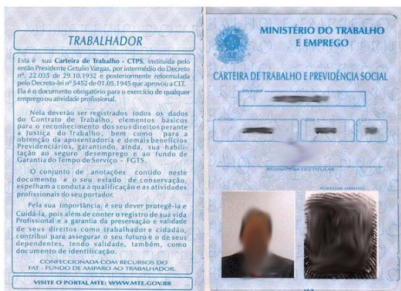 TRABALHADOR
Esta é sua Carteira de Trabalho - CTPS, instituída pelo
então Presidente Getulio Vargas, por intermédio do Decreto
nº. 22.035 de 29.10.1932 e posteriormente reformulada
pelo Decreto-lei nº 5452 de 01.05.1943 que aprovou a CLT.
Ela é o documento obrigatório para o exercício de qualquer
emprego ou atividade profissional.
Nela deverão ser registrados todos os dados
do Contrato de Trabalho, elementos básicos
para o reconhecimento dos seus direitos perante
a Justiça do Trabalho, bem como para a
obtenção da aposentadoria e demais benefícios
Previdenciários, garantindo, ainda, sua habili-
tação ao seguro desemprego e ao fundo de
Garantia do Tempo de Serviço - FGTS.
O conjunto de anotações contido neste
documento e o seu estado de conservação,
espelham a conduta a qualificação e as atividades
profissionais do seu portador.
Pela sua importância, é seu dever protegê-la e
Cuidá-la, pois além de conter o registro de sua vida
Profissional e a garantia da preservação e validade
de seus direitos como trabalhador e cidadão,
contribui para assegurar o seu futuro e o de seus
dependentes, tendo validade, também, como
documento de identificação.
CONFECCIONADA COM RECURSOS DO
FAT - FUNDO DE AMPARO AO TRABALHADOR.
VISITE O PORTAL MTE: WWW.MTE.GOV.BR
MINISTÉRIO DO TRABALHO
E EMPREGO
CARTEIRA DE TRABALHO E PREVIDÊNCIA SOCIAL